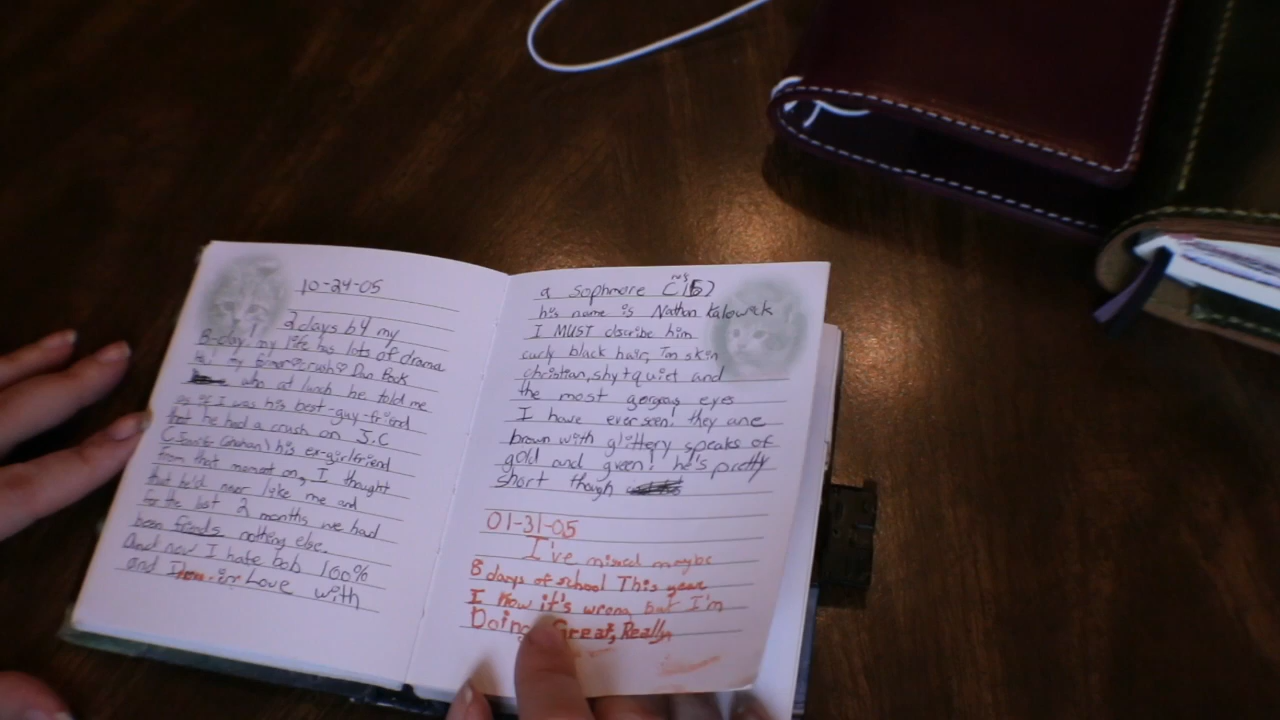 10-24-05
2 days b4 my
B-day, my life has lots of drama
my former crush Dan Book
who at lunch he told me
as if I was his best-guy-friend
that he had a crush on J.C
his ex-girlfriend
from that moment on, I thought
that he'd never like me and
for the last 2 months we had
been friends nothing else.
And now I hate bob 100%
and in Love with
a sophmore (15)
his name is Nathan Kalowek
I MUST discribe him
curly black hair, Tan skin
christian, shy + quiet and
the most gorgous eyes
I have ever seen! they are
brown with glittery speaks of
gold and green! he's pretty
short though
01-31-05
I've missed maybe
8 days of school This year
I know it's wrong but I'm
Doing Great, Really,